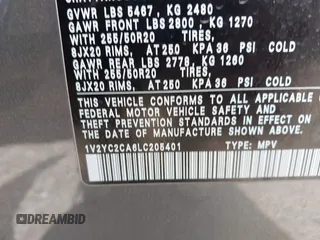 GVWR LBS 5467, KG 2480
GAWR FRONT LBS 2800, KG 1270
WITH 255/50R20 TIRES,
8JX20 RIMS, AT 250 KPA 36 PSI COLD
GAWR REAR LBS 2778, KG 1260
WITH 255/50R20 TIRES,
8JX20 RIMS, AT 250 KPA 36 PSI COLD
THIS VEHICLE CONFORMS TO ALL APPLICABLE
FEDERAL MOTOR VEHICLE SAFETY
STANDARDS IN EFFECT ON THE DATE OF
MANUFACTURE SHOWN ABOVE.
1V2YC2CA6LC205401 TYPE: MPV
DREAMBID
.COM